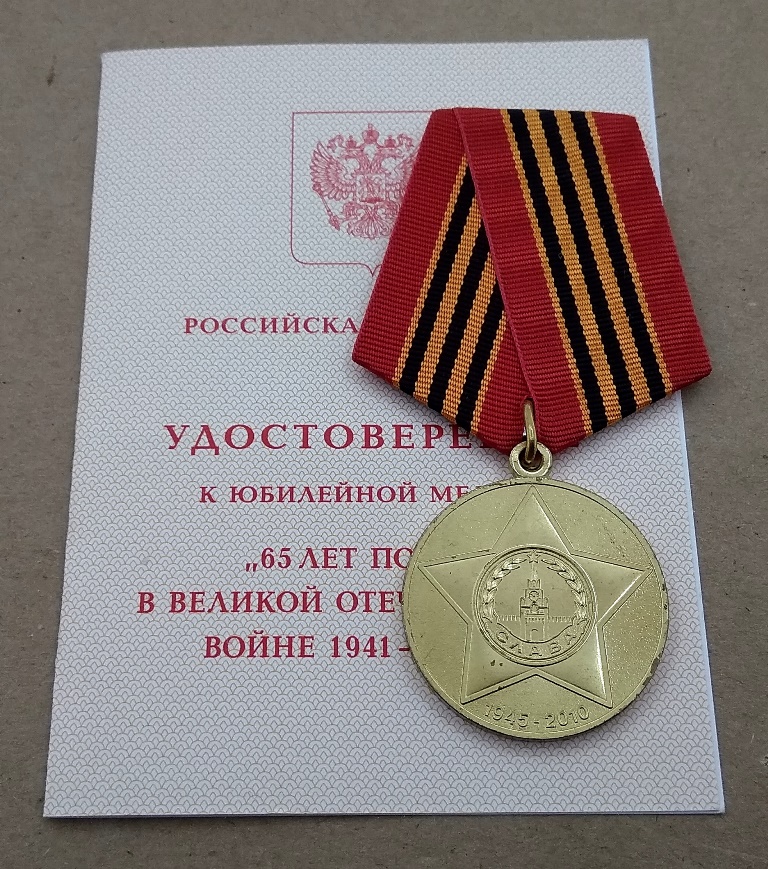 РОССИЙСКА
УДОСТОВЕРЕ
К ЮБИЛЕЙНОЙ МЕ
„65 ЛЕТ ПО
В ВЕЛИКОЙ ОТЕЧ
ВОЙНЕ 1941-
СЛАВА
1945-2010